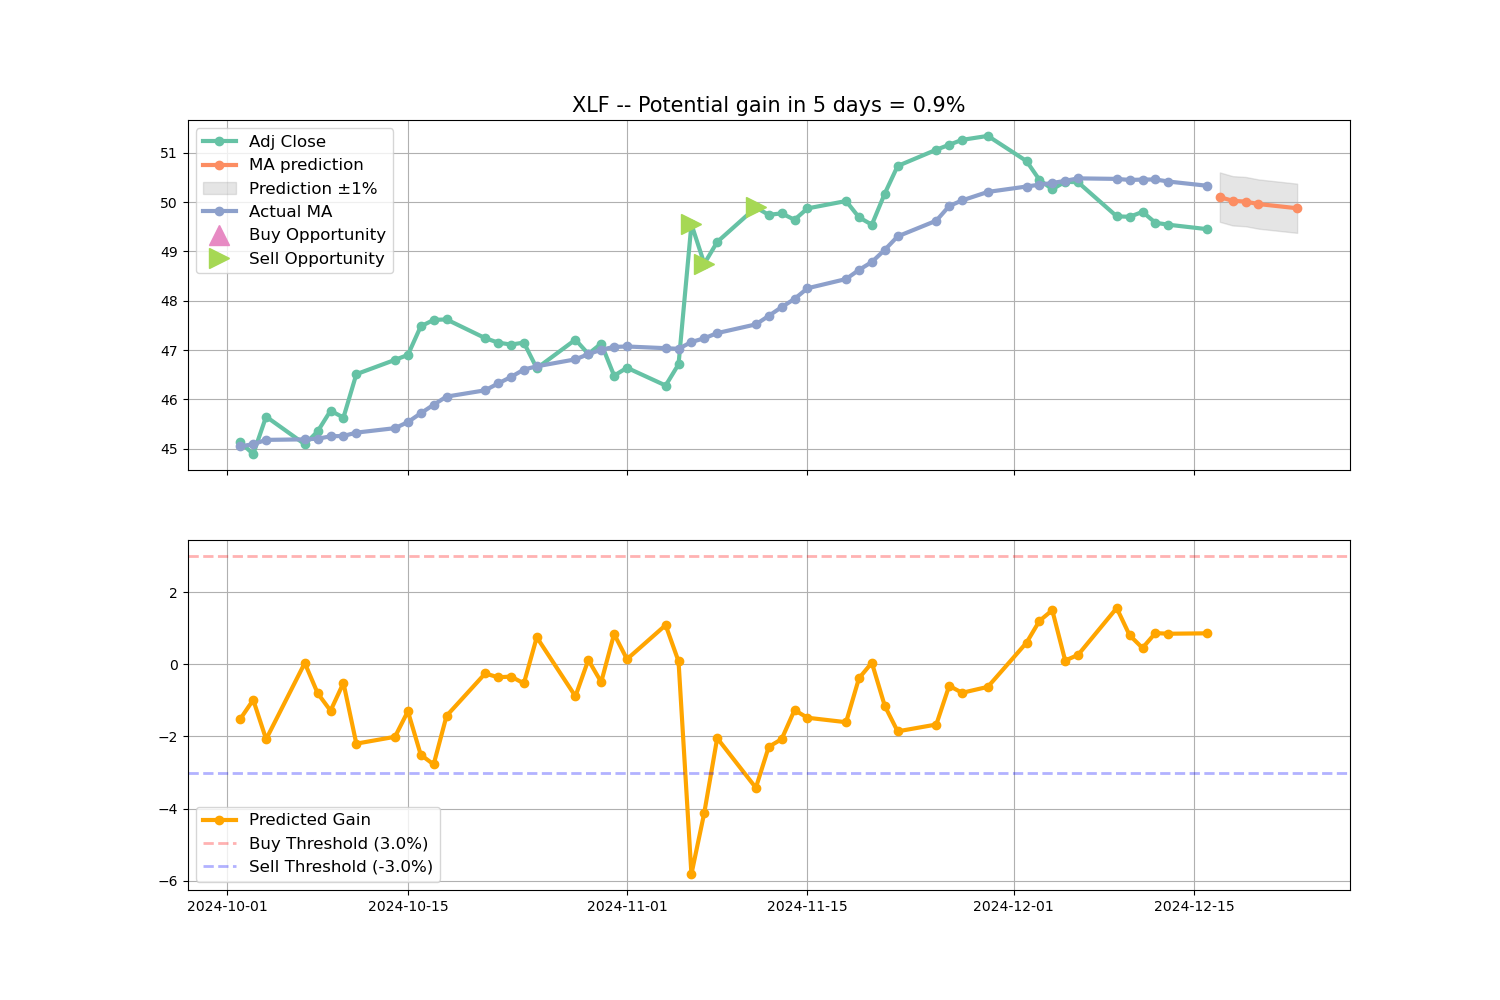 XLF -- Potential gain in 5 days = 0.9%
51
50
49
48
47
46
45
Adj Close
MA prediction
Prediction ±1%
Actual MA
Buy Opportunity
Sell Opportunity
2
0
−2
−4
−6
Predicted Gain
Buy Threshold (3.0%)
Sell Threshold (-3.0%)
2024-10-01 2024-10-15 2024-11-01 2024-11-15 2024-12-01 2024-12-15